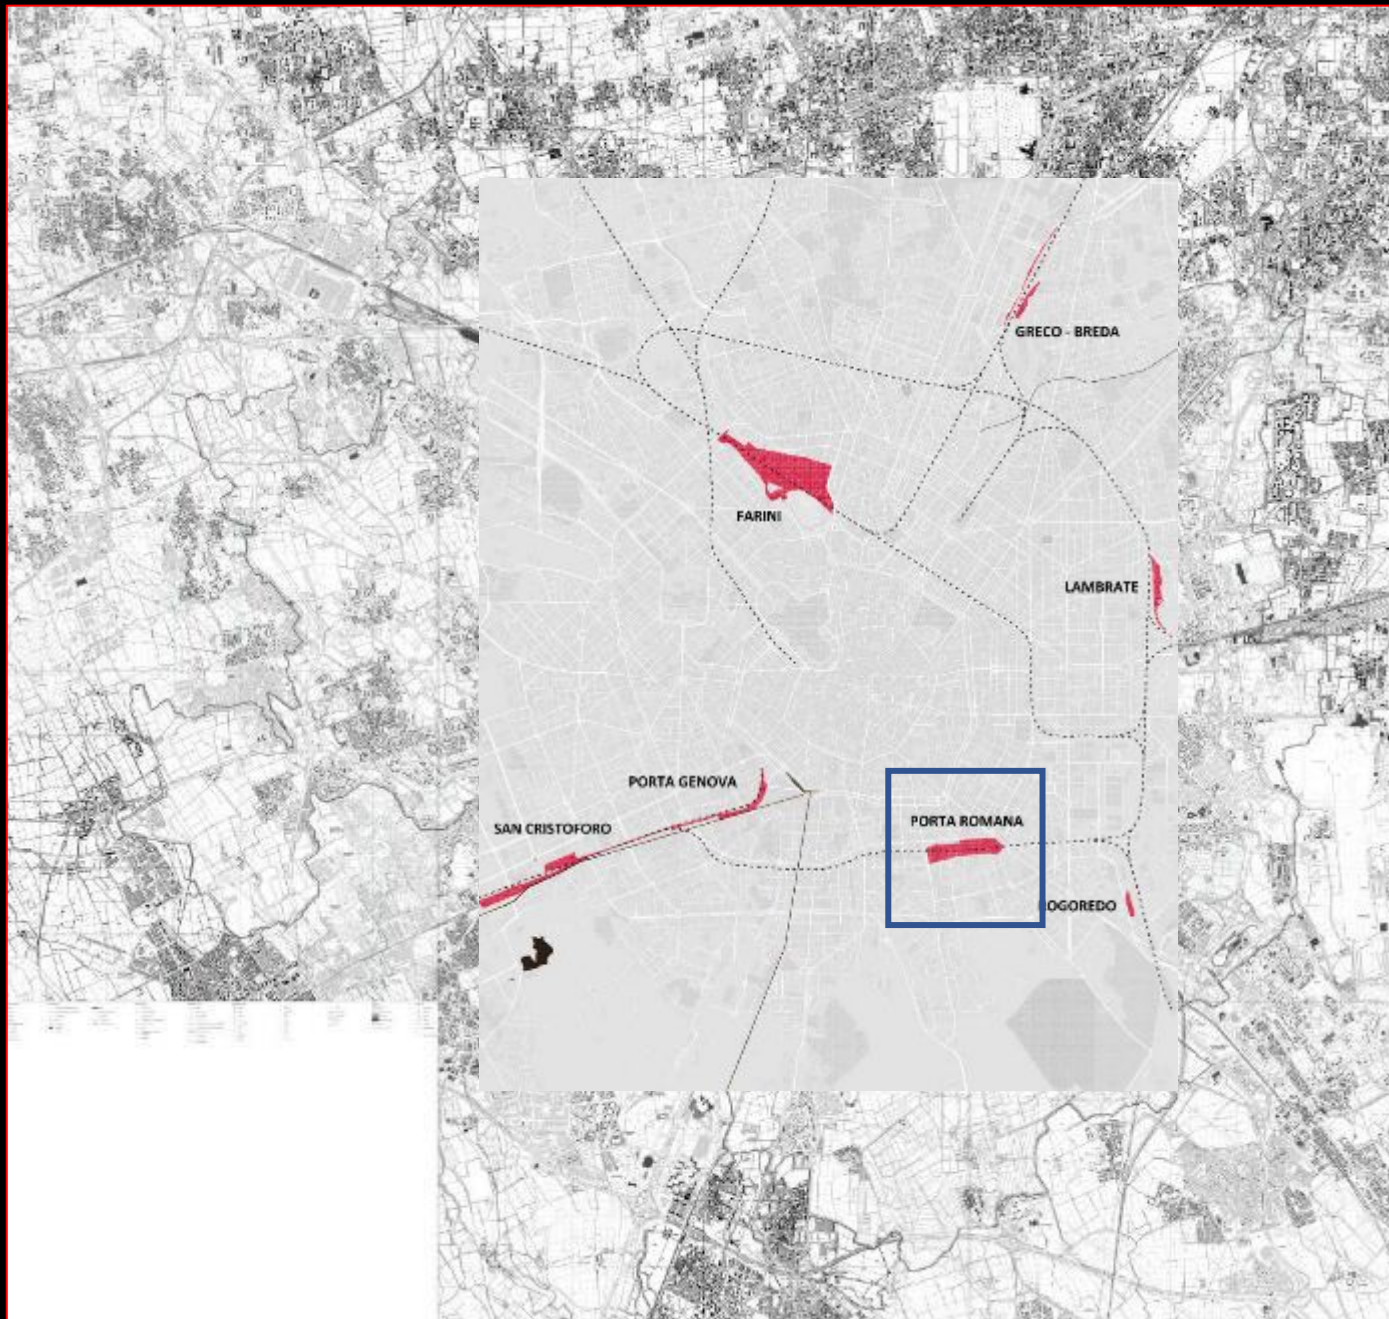 GRECO - BREDA
FARINI
LAMBRATE
PORTA GENOVA
SAN CRISTOFORO
PORTA ROMANA
OGOREDO